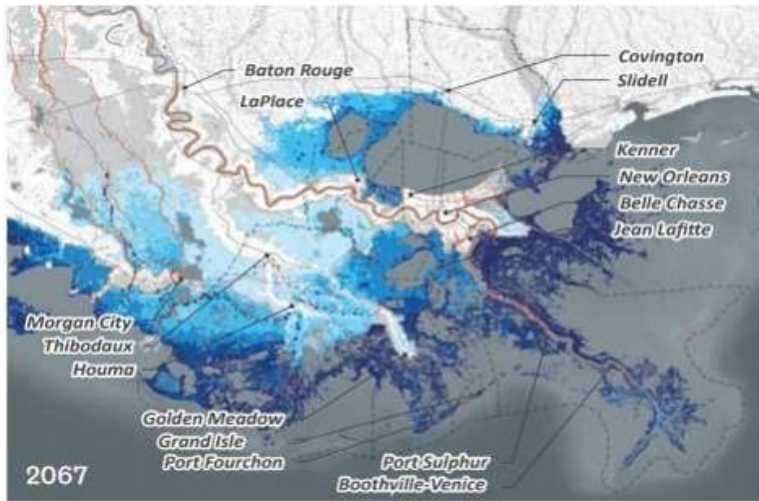 Baton Rouge
Covington
Slidell
LaPlace
Kenner
New Orleans
Belle Chasse
Jean Lafitte
Morgan City
Thibodaux
Houma
Golden Meadow
Grand Isle
Port Fourchon
Port Sulphur
Boothville-Venice
2067